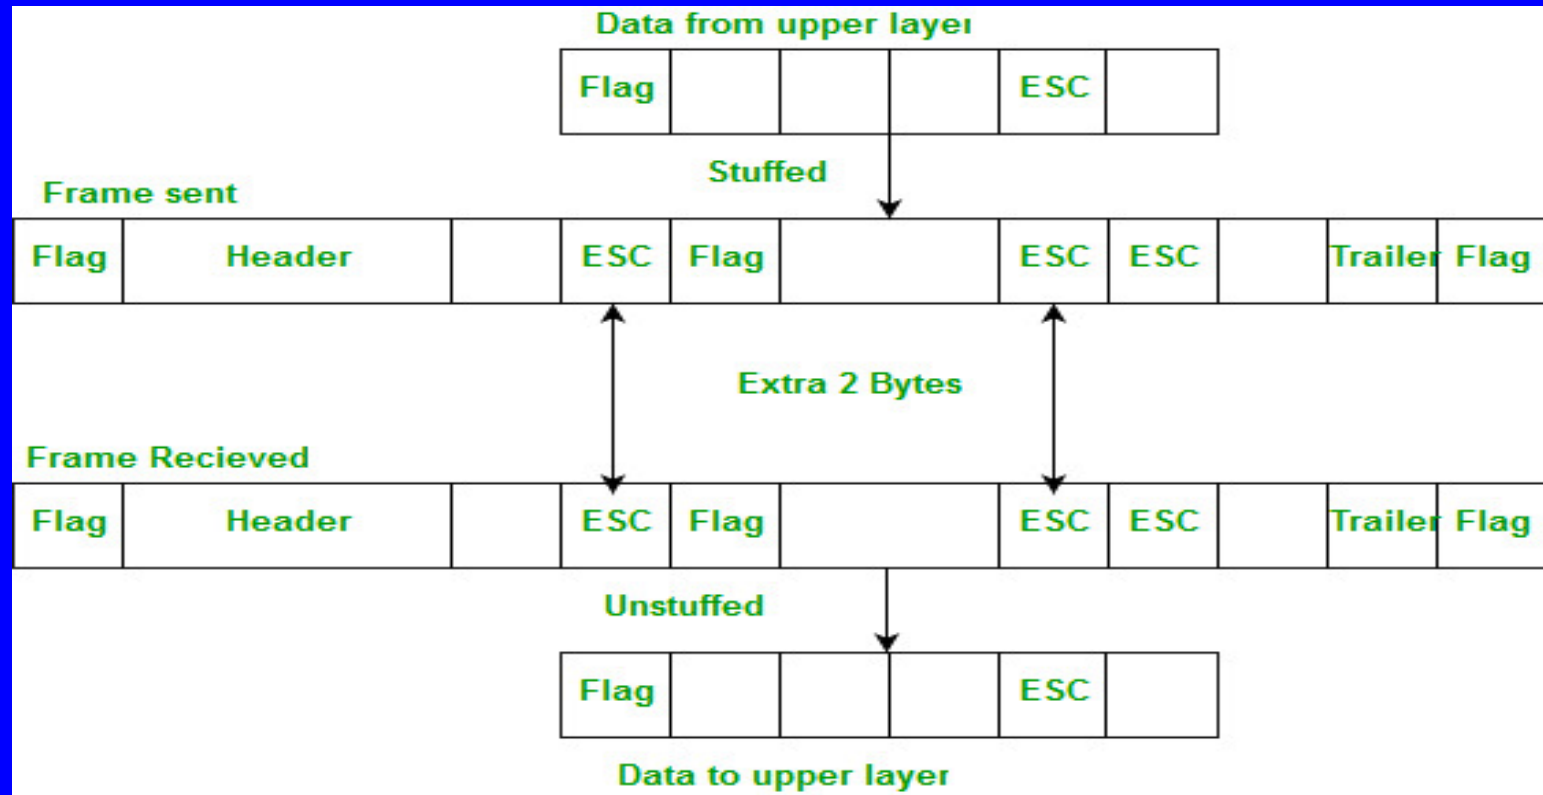 Data from upper layer
Flag ESC
Stuffed
Frame sent
Flag Header ESC Flag ESC ESC Trailer Flag
Extra 2 Bytes
Frame Recieved
Flag Header ESC Flag ESC ESC Trailer Flag
Unstuffed
Flag ESC
Data to upper layer